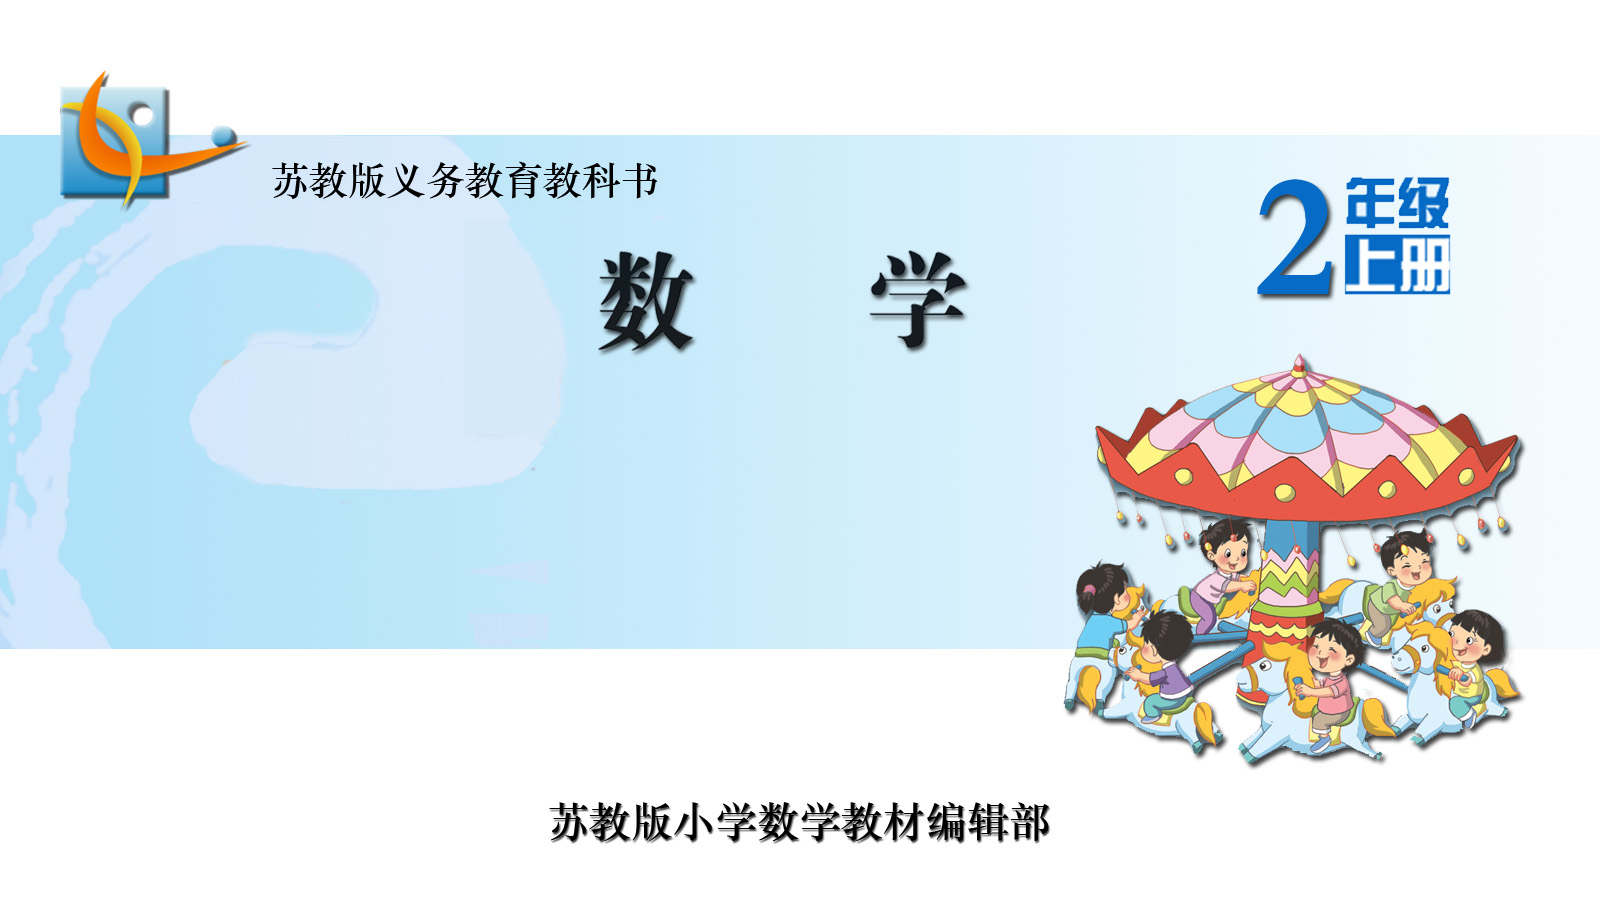 苏教版义务教育教科书
数 学
2年级
上册
苏教版小学数学教材编辑部